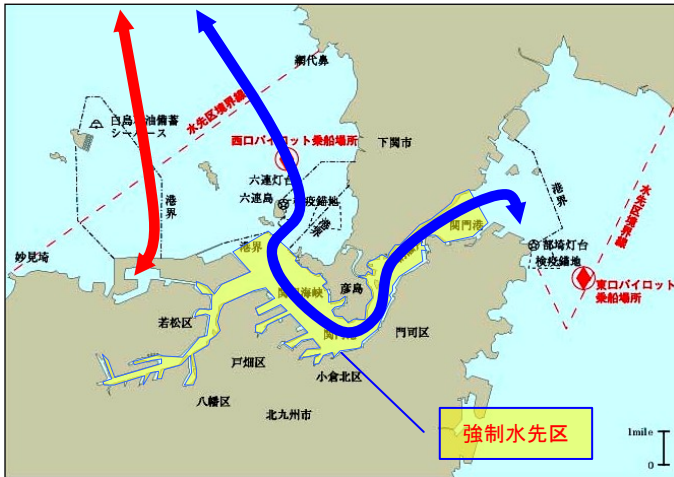 網代鼻
白島石油備蓄
シーバース
水先区境界線
西口パイロット乗船場所
下関市
六連灯台
六連島
検疫錨地
港界
港界
港界
水先区境界線
関門港
部埼灯台
検疫錨地
東口パイロット
乗船場所
妙見埼
港界
関門海峡
彦島
若松区
関門港
門司区
戸畑区
小倉北区
八幡区
北九州市
強制水先区
1mile
0